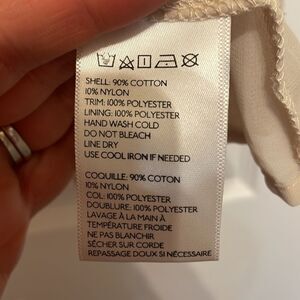 SHELL: 90% COTTON
10% NYLON
TRIM: 100% POLYESTER
LINING: 100% POLYESTER
HAND WASH COLD
DO NOT BLEACH
LINE DRY
USE COOL IRON IF NEEDED
COQUILLE: 90% COTON
10% NYLON
COL: 100% POLYESTER
DOUBLURE: 100% POLYESTER
LAVAGE À LA MAIN À
TEMPÉRATURE FROIDE
NE PAS BLANCHIR
SÉCHER SUR CORDE
REPASSAGE DOUX SI NÉCESSAIRE